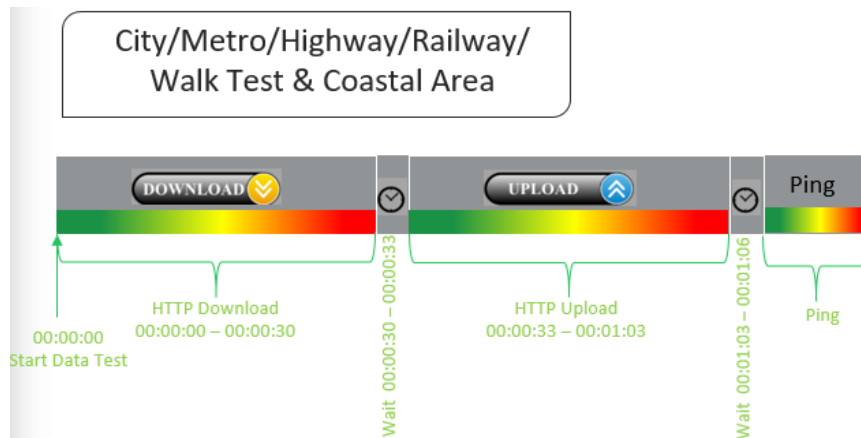 City/Metro/Highway/Railway/
Walk Test & Coastal Area
DOWNLOAD
UPLOAD
Ping
00:00:00
Start Data Test
HTTP Download
00:00:00 – 00:00:30
Wait 00:00:30 – 00:00:33
HTTP Upload
00:00:33 – 00:01:03
Wait 00:01:03 – 00:01:06
Ping